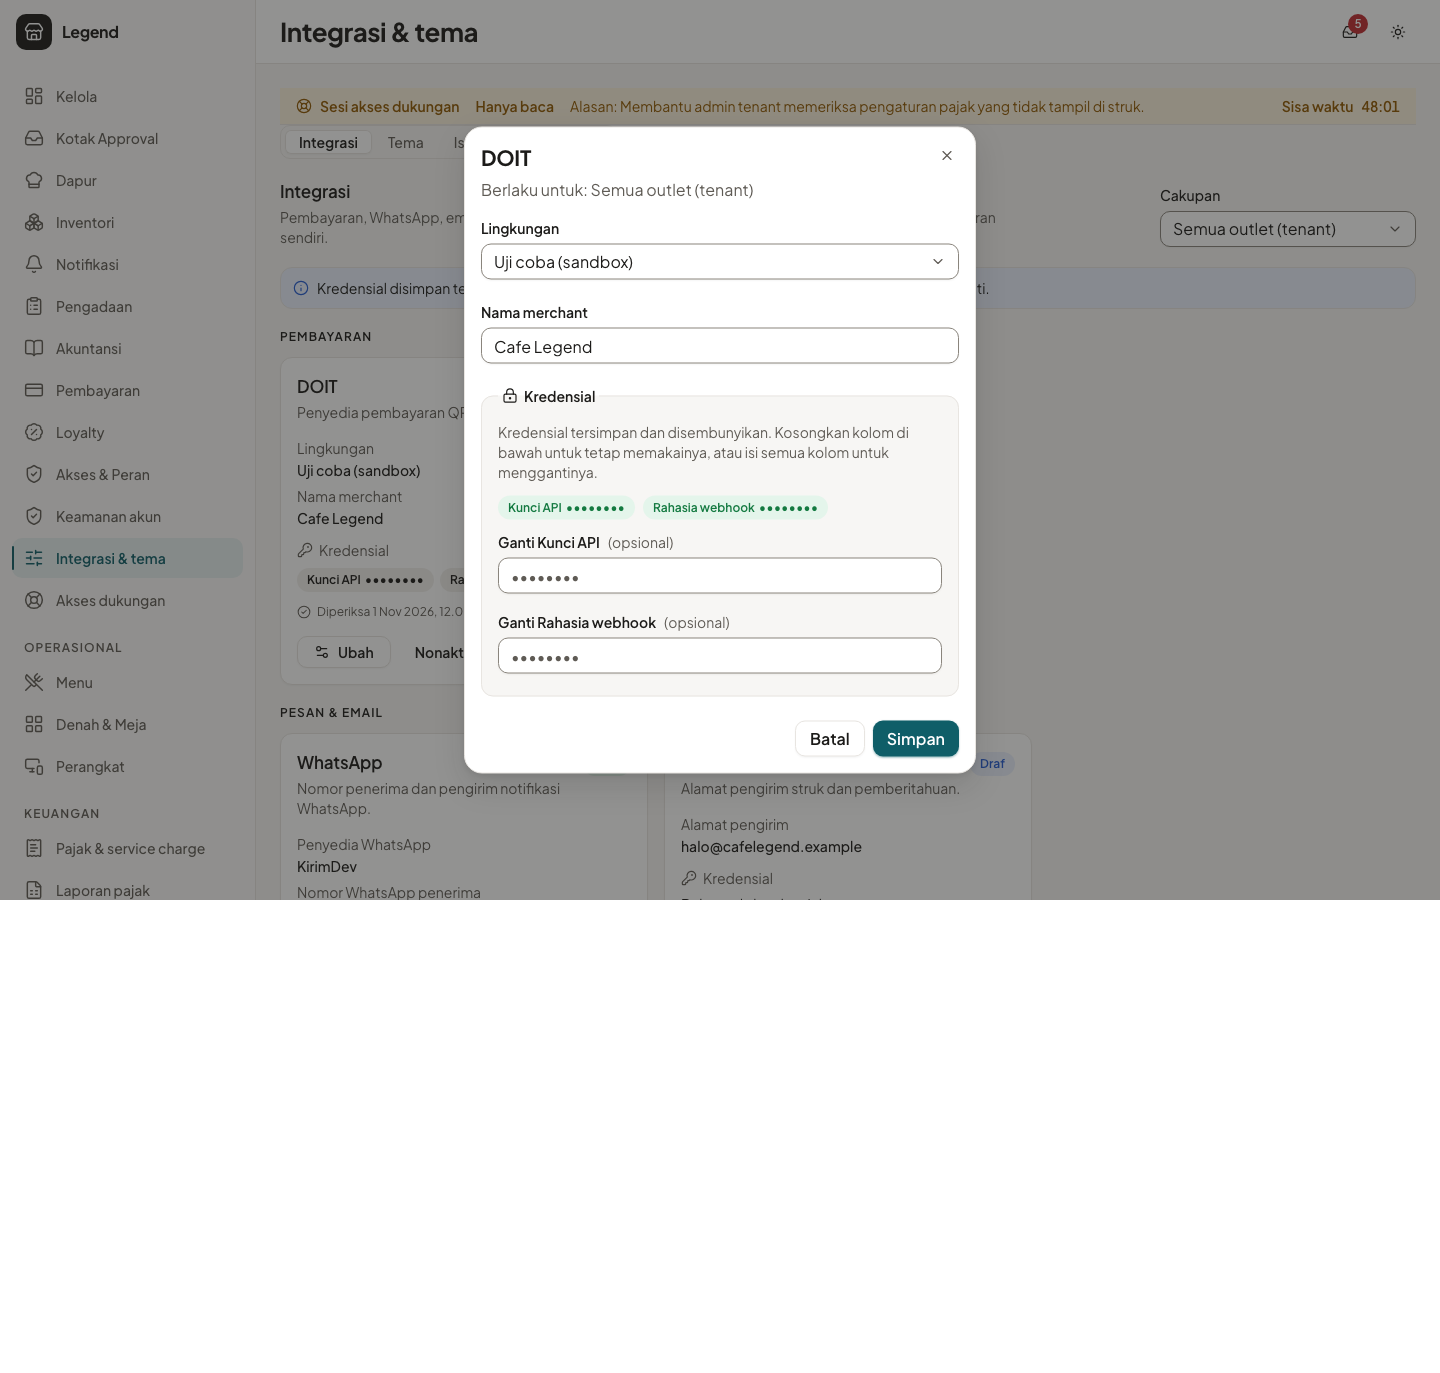 Legend
Integrasi & tema
5
Kelola
Kotak Approval
Dapur
Inventori
Notifikasi
Pengadaan
Akuntansi
Pembayaran
Loyalty
Akses & Peran
Keamanan akun
Integrasi & tema
Akses dukungan
OPERASIONAL
Menu
Denah & Meja
Perangkat
KEUANGAN
Pajak & service charge
Laporan pajak
Sesi akses dukungan Hanya baca Alasan: Membantu admin tenant memeriksa pengaturan pajak yang tidak tampil di struk. Sisa waktu 48:01
Integrasi Tema
Integrasi
Pembayaran, WhatsApp,
sendiri.
Cakupan
Semua outlet (tenant)
Kredensial disimpan
PEMBAYARAN
DOIT
Penyedia pembayaran
Lingkungan
Uji coba (sandbox)
Nama merchant
Cafe Legend
Kredensial
Kunci API ••••••••
Diperiksa 1 Nov 2026, 12.0
Ubah
PESAN & EMAIL
WhatsApp
Nomor penerima dan pengirim notifikasi
WhatsApp.
Penyedia WhatsApp
KirimDev
Nomor WhatsApp penerima
Draf
Alamat pengirim struk dan pemberitahuan.
Alamat pengirim
halo@cafelegend.example
Kredensial
DOIT
Berlaku untuk: Semua outlet (tenant)
Lingkungan
Uji coba (sandbox)
Nama merchant
Cafe Legend
Kredensial
Kredensial tersimpan dan disembunyikan. Kosongkan kolom di
bawah untuk tetap memakainya, atau isi semua kolom untuk
menggantinya.
Kunci API •••••••• Rahasia webhook ••••••••
Ganti Kunci API (opsional)
••••••••
Ganti Rahasia webhook (opsional)
••••••••
Batal Simpan